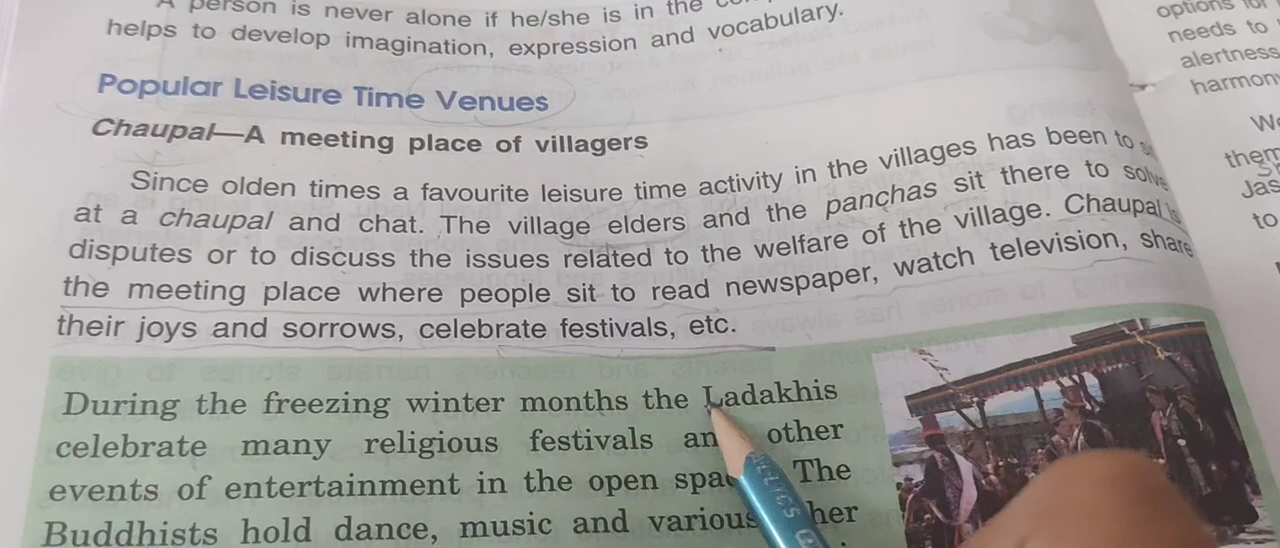 A person is never alone if he/she is in the
helps to develop imagination, expression and vocabulary.
Popular Leisure Time Venues
Chaupal—A meeting place of villagers
Since olden times a favourite leisure time activity in the villages has been to
at a chaupal and chat. The village elders and the panchas sit there to solve
disputes or to discuss the issues related to the welfare of the village. Chaupal is
the meeting place where people sit to read newspaper, watch television, share
their joys and sorrows, celebrate festivals, etc.
During the freezing winter months the Ladakhis
celebrate many religious festivals an other
events of entertainment in the open spa The
Buddhists hold dance, music and various her
options for
needs to
alertness
harmon
We
them
Jas
to